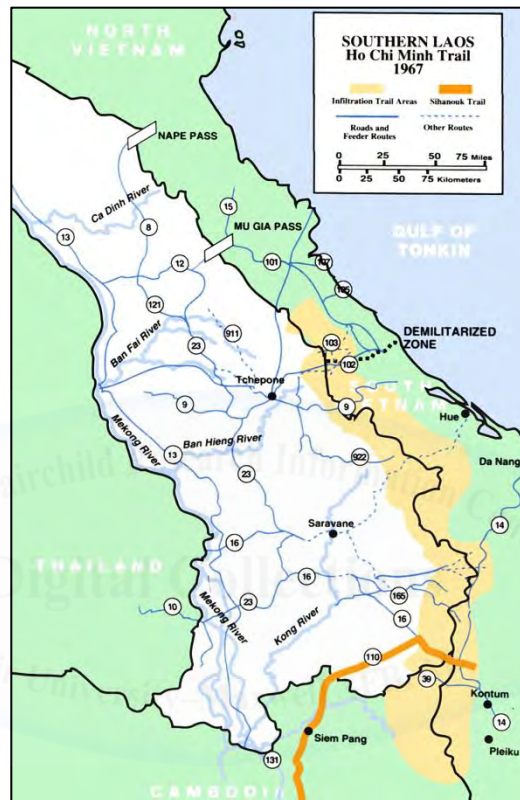 NORTH
VIETNAM
SOUTHERN LAOS
Ho Chi Minh Trail
1967
Infiltration Trail Areas
Sihanouk Trail
Roads and
Feeder Routes
Other Routes
0 25 50 75 Miles
0 25 50 75 Kilometers
NAPE PASS
Ca Dinh River
15
13
8
MU GIA PASS
GULF OF
TONKIN
12
101
107
105
121
911
103
DEMILITARIZED
ZONE
Ban Fai River
23
102
Tchepone
SOUTH
VIETNAM
9
9
Hue
Mekong River
Ban Hieng River
13
922
Da Nang
23
14
Saravane
16
THAILAND
16
165
10
23
Mekong River
Kong River
16
110
39
Kontum
14
Siem Pang
Pleiku
131
CAMBODIA